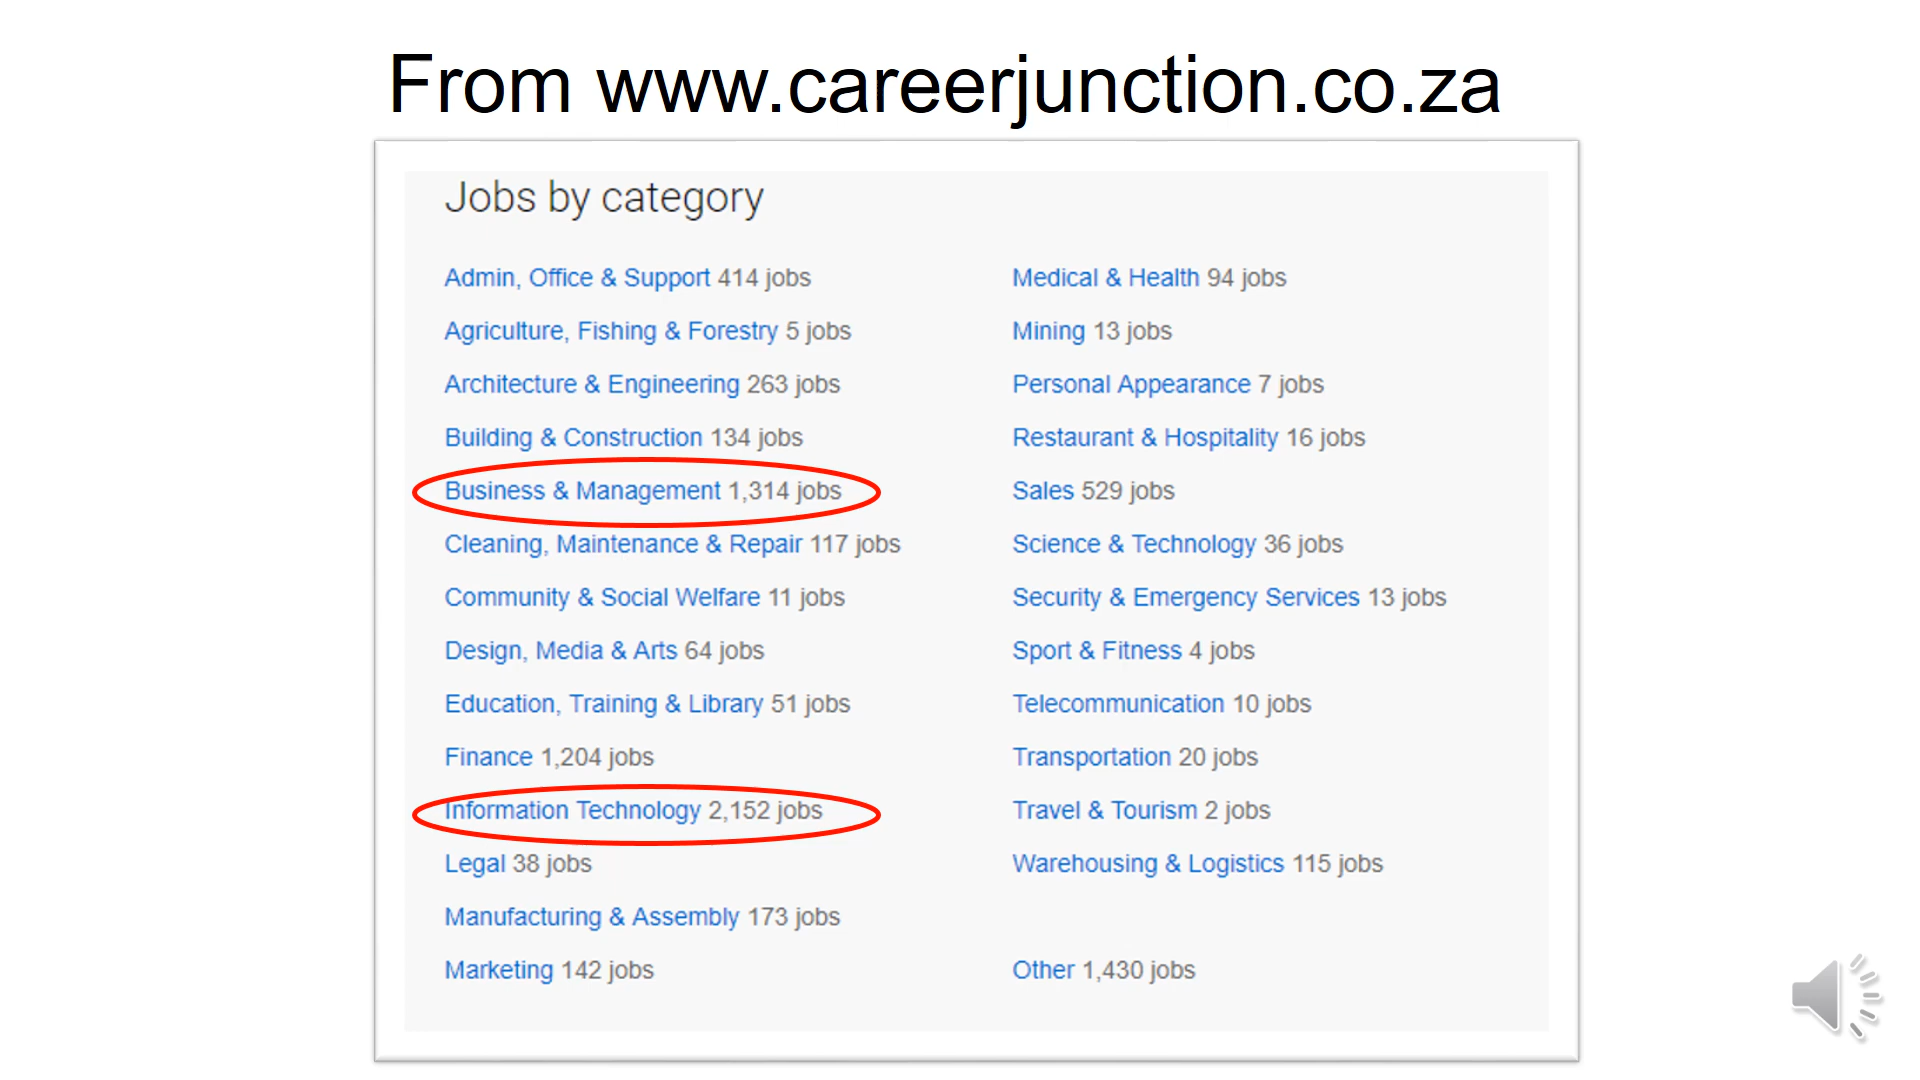 From www.careerjunction.co.za
Jobs by category
Admin, Office & Support 414 jobs
Agriculture, Fishing & Forestry 5 jobs
Architecture & Engineering 263 jobs
Building & Construction 134 jobs
Business & Management 1,314 jobs
Cleaning, Maintenance & Repair 117 jobs
Community & Social Welfare 11 jobs
Design, Media & Arts 64 jobs
Education, Training & Library 51 jobs
Finance 1,204 jobs
Information Technology 2,152 jobs
Legal 38 jobs
Manufacturing & Assembly 173 jobs
Marketing 142 jobs
Medical & Health 94 jobs
Mining 13 jobs
Personal Appearance 7 jobs
Restaurant & Hospitality 16 jobs
Sales 529 jobs
Science & Technology 36 jobs
Security & Emergency Services 13 jobs
Sport & Fitness 4 jobs
Telecommunication 10 jobs
Transportation 20 jobs
Travel & Tourism 2 jobs
Warehousing & Logistics 115 jobs
Other 1,430 jobs